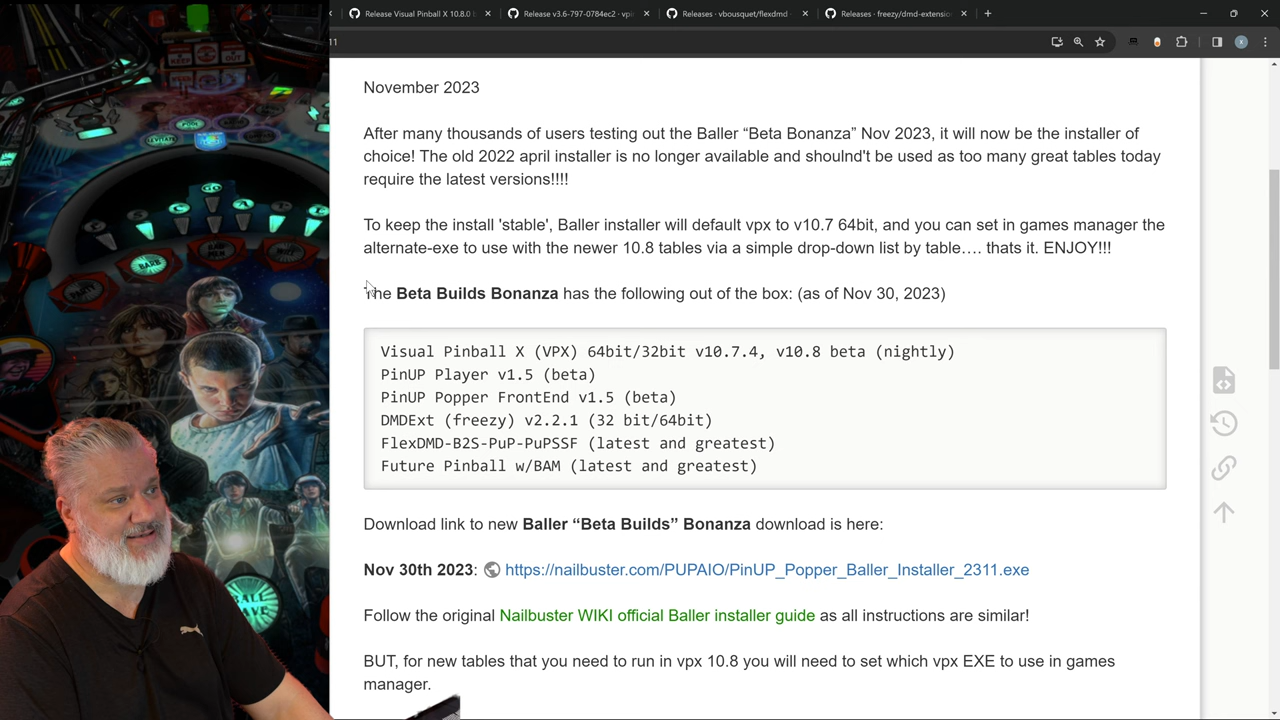 Release Visual Pinball X 10.8.0
Release v3.6-797-0784ec2 · vp
Releases · vbousquet/flexdmd
Releases · freezy/dmd-extensio
11
November 2023
After many thousands of users testing out the Baller “Beta Bonanza” Nov 2023, it will now be the installer of
choice! The old 2022 april installer is no longer available and shoulnd't be used as too many great tables today
require the latest versions!!!!
To keep the install 'stable', Baller installer will default vpx to v10.7 64bit, and you can set in games manager the
alternate-exe to use with the newer 10.8 tables via a simple drop-down list by table…. thats it. ENJOY!!!
The Beta Builds Bonanza has the following out of the box: (as of Nov 30, 2023)
Visual Pinball X (VPX) 64bit/32bit v10.7.4, v10.8 beta (nightly)
PinUP Player v1.5 (beta)
PinUP Popper FrontEnd v1.5 (beta)
DMDExt (freezy) v2.2.1 (32 bit/64bit)
FlexDMD-B2S-PuP-PuPSSF (latest and greatest)
Future Pinball w/BAM (latest and greatest)
Download link to new Baller “Beta Builds” Bonanza download is here:
Nov 30th 2023: https://nailbuster.com/PUPAIO/PinUP_Popper_Baller_Installer_2311.exe
Follow the original Nailbuster WIKI official Baller installer guide as all instructions are similar!
BUT, for new tables that you need to run in vpx 10.8 you will need to set which vpx EXE to use in games
manager.